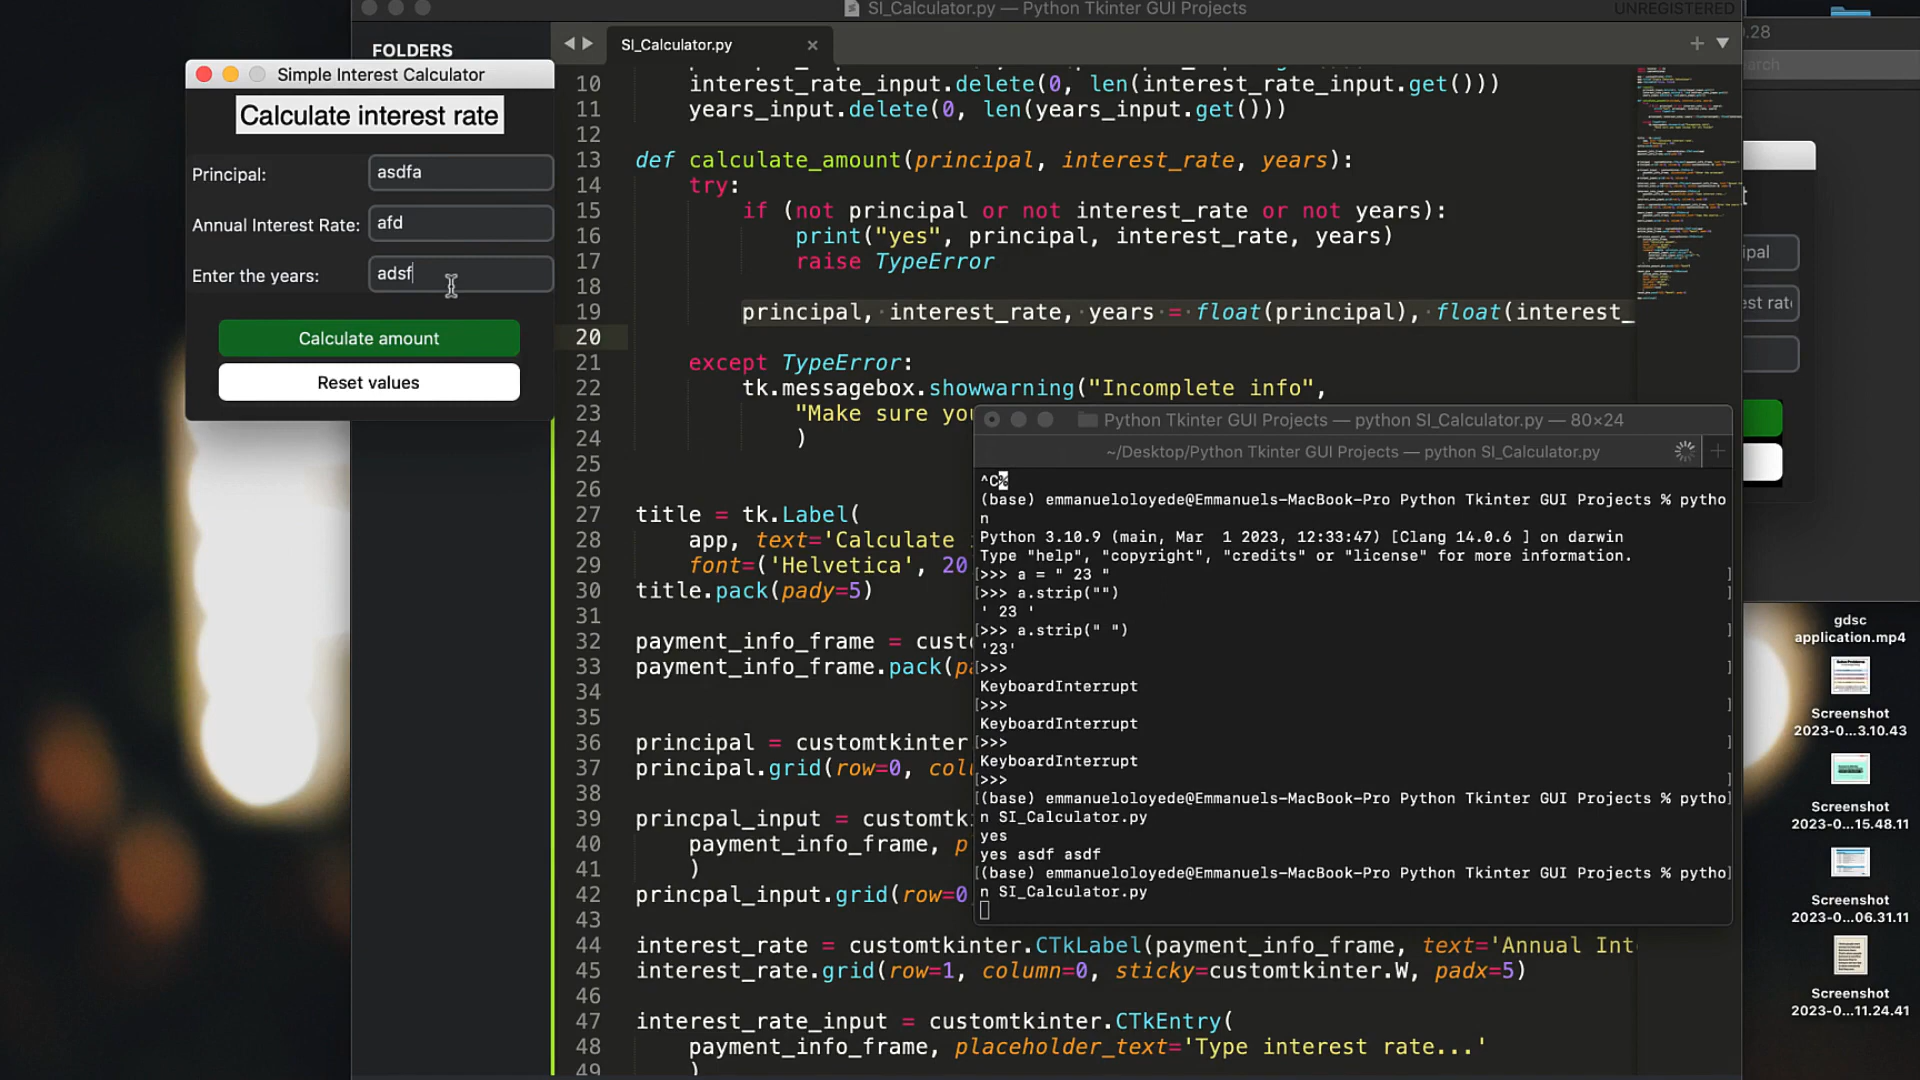 SI_Calculator.py — Python Tkinter GUI Projects
UNREGISTERED
FOLDERS
SI_Calculator.py
Simple Interest Calculator
Calculate interest rate
Principal:
asdfa
Annual Interest Rate:
afd
Enter the years:
adsf
Calculate amount
Reset values
10 interest_rate_input.delete(0, len(interest_rate_input.get()))
11 years_input.delete(0, len(years_input.get()))
12
13 def calculate_amount(principal, interest_rate, years):
14 try:
15 if (not principal or not interest_rate or not years):
16 print("yes", principal, interest_rate, years)
17 raise TypeError
18
19 principal, interest_rate, years = float(principal), float(interest_
20
21 except TypeError:
22 tk.messagebox.showwarning("Incomplete info",
23 "Make sure you
24 )
25
26
27 title = tk.Label(
28 app, text='Calculate
29 font=('Helvetica', 20
30 title.pack(pady=5)
31
32 payment_info_frame = cust
33 payment_info_frame.pack(pa
34
35
36 principal = customtkinter
37 principal.grid(row=0, col
38
39 princpal_input = customtk
40 payment_info_frame, p
41 )
42 princpal_input.grid(row=0
43
44 interest_rate = customtkinter.CTkLabel(payment_info_frame, text='Annual Int
45 interest_rate.grid(row=1, column=0, sticky=customtkinter.W, padx=5)
46
47 interest_rate_input = customtkinter.CTkEntry(
48 payment_info_frame, placeholder_text='Type interest rate...'
49 )
Python Tkinter GUI Projects — python SI_Calculator.py — 80×24
~/Desktop/Python Tkinter GUI Projects — python SI_Calculator.py
^C%
(base) emmanueloloyede@Emmanuels-MacBook-Pro Python Tkinter GUI Projects % pytho
n
Python 3.10.9 (main, Mar 1 2023, 12:33:47) [Clang 14.0.6 ] on darwin
Type "help", "copyright", "credits" or "license" for more information.
>>> a = " 23 "
>>> a.strip("")
' 23 '
>>> a.strip(" ")
'23'
>>>
KeyboardInterrupt
>>>
KeyboardInterrupt
>>>
KeyboardInterrupt
>>>
(base) emmanueloloyede@Emmanuels-MacBook-Pro Python Tkinter GUI Projects % pytho
n SI_Calculator.py
yes
yes asdf asdf
(base) emmanueloloyede@Emmanuels-MacBook-Pro Python Tkinter GUI Projects % pytho
n SI_Calculator.py
.28
arch
ipal
est rat
gdsc
application.mp4
Screenshot
2023-0...3.10.43
Screenshot
2023-0...15.48.11
Screenshot
2023-0...06.31.11
Screenshot
2023-0...11.24.41